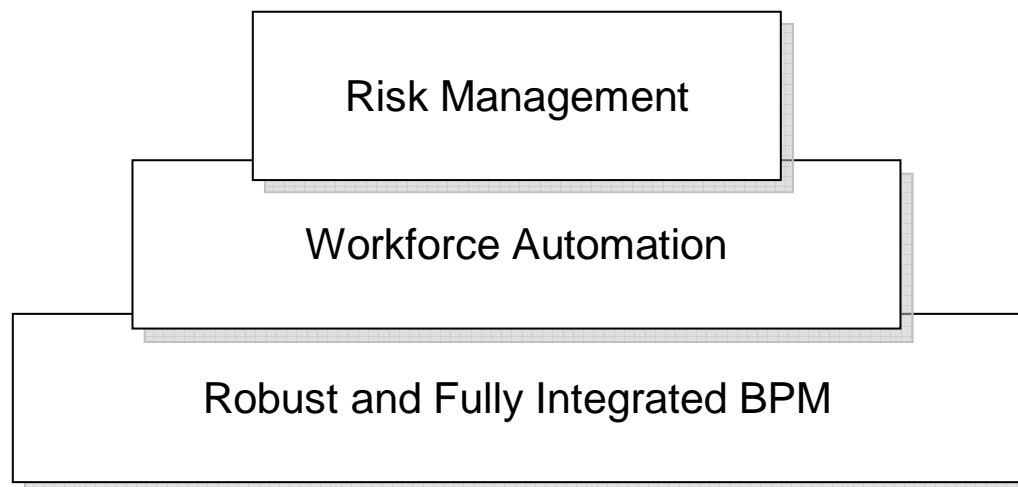 Risk Management
Workforce Automation
Robust and Fully Integrated BPM